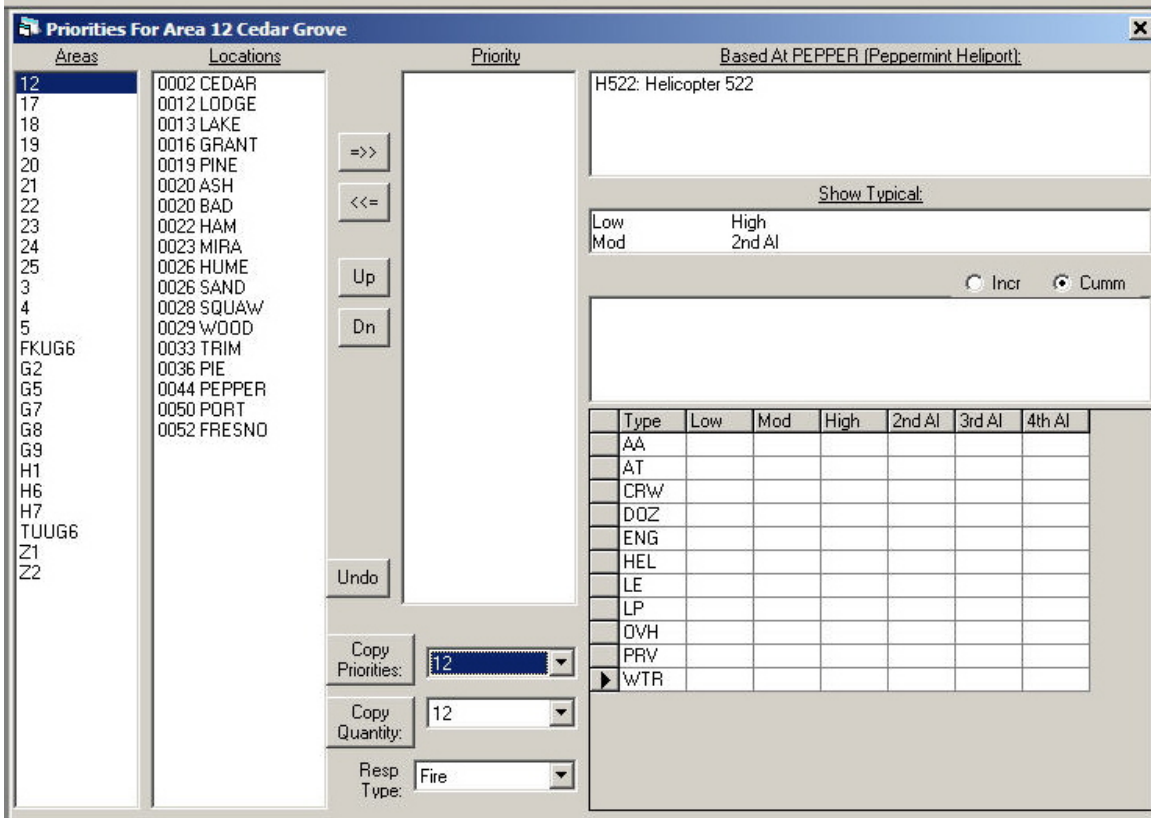 Priorities For Area 12 Cedar Grove
Areas
12
17
18
19
20
21
22
23
24
25
3
4
5
FKUG6
G2
G5
G7
G8
G9
H1
H6
H7
TUUG6
Z1
Z2
Locations
0002 CEDAR
0012 LODGE
0013 LAKE
0016 GRANT
0019 PINE
0020 ASH
0020 BAD
0022 HAM
0023 MIRA
0026 HUME
0026 SAND
0028 SQUAW
0029 WOOD
0033 TRIM
0036 PIE
0044 PEPPER
0050 PORT
0052 FRESNO
=>>
<<=
Up
Dn
Undo
Priority
Copy
Priorities:
12
Copy
Quantity:
12
Resp
Type:
Fire
Based At PEPPER (Peppermint Heliport):
H522: Helicopter 522
Show Typical:
Low High
Mod 2nd Al
Incr Cumm
Type Low Mod High 2nd Al 3rd Al 4th Al
AA
AT
CRW
DOZ
ENG
HEL
LE
LP
OVH
PRV
WTR